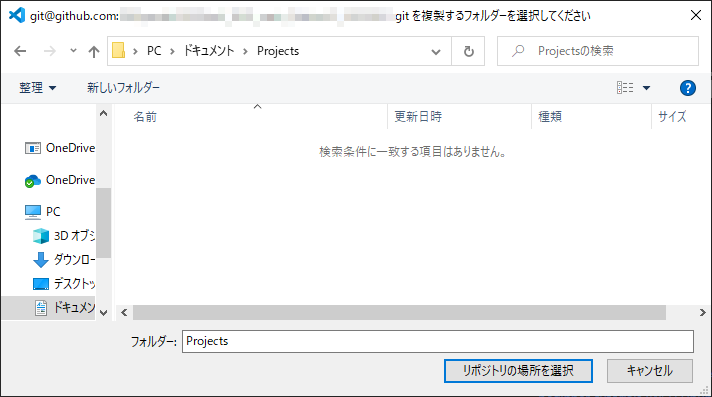 git@github.com: git を複製するフォルダーを選択してください
PC > ドキュメント > Projects
Projectsの検索
整理 新しいフォルダー
名前 更新日時 種類 サイズ
検索条件に一致する項目はありません。
OneDrive
OneDrive
PC
3D オブジ
ダウンロー
デスクトッ
ドキュメン
フォルダー: Projects
リポジトリの場所を選択 キャンセル